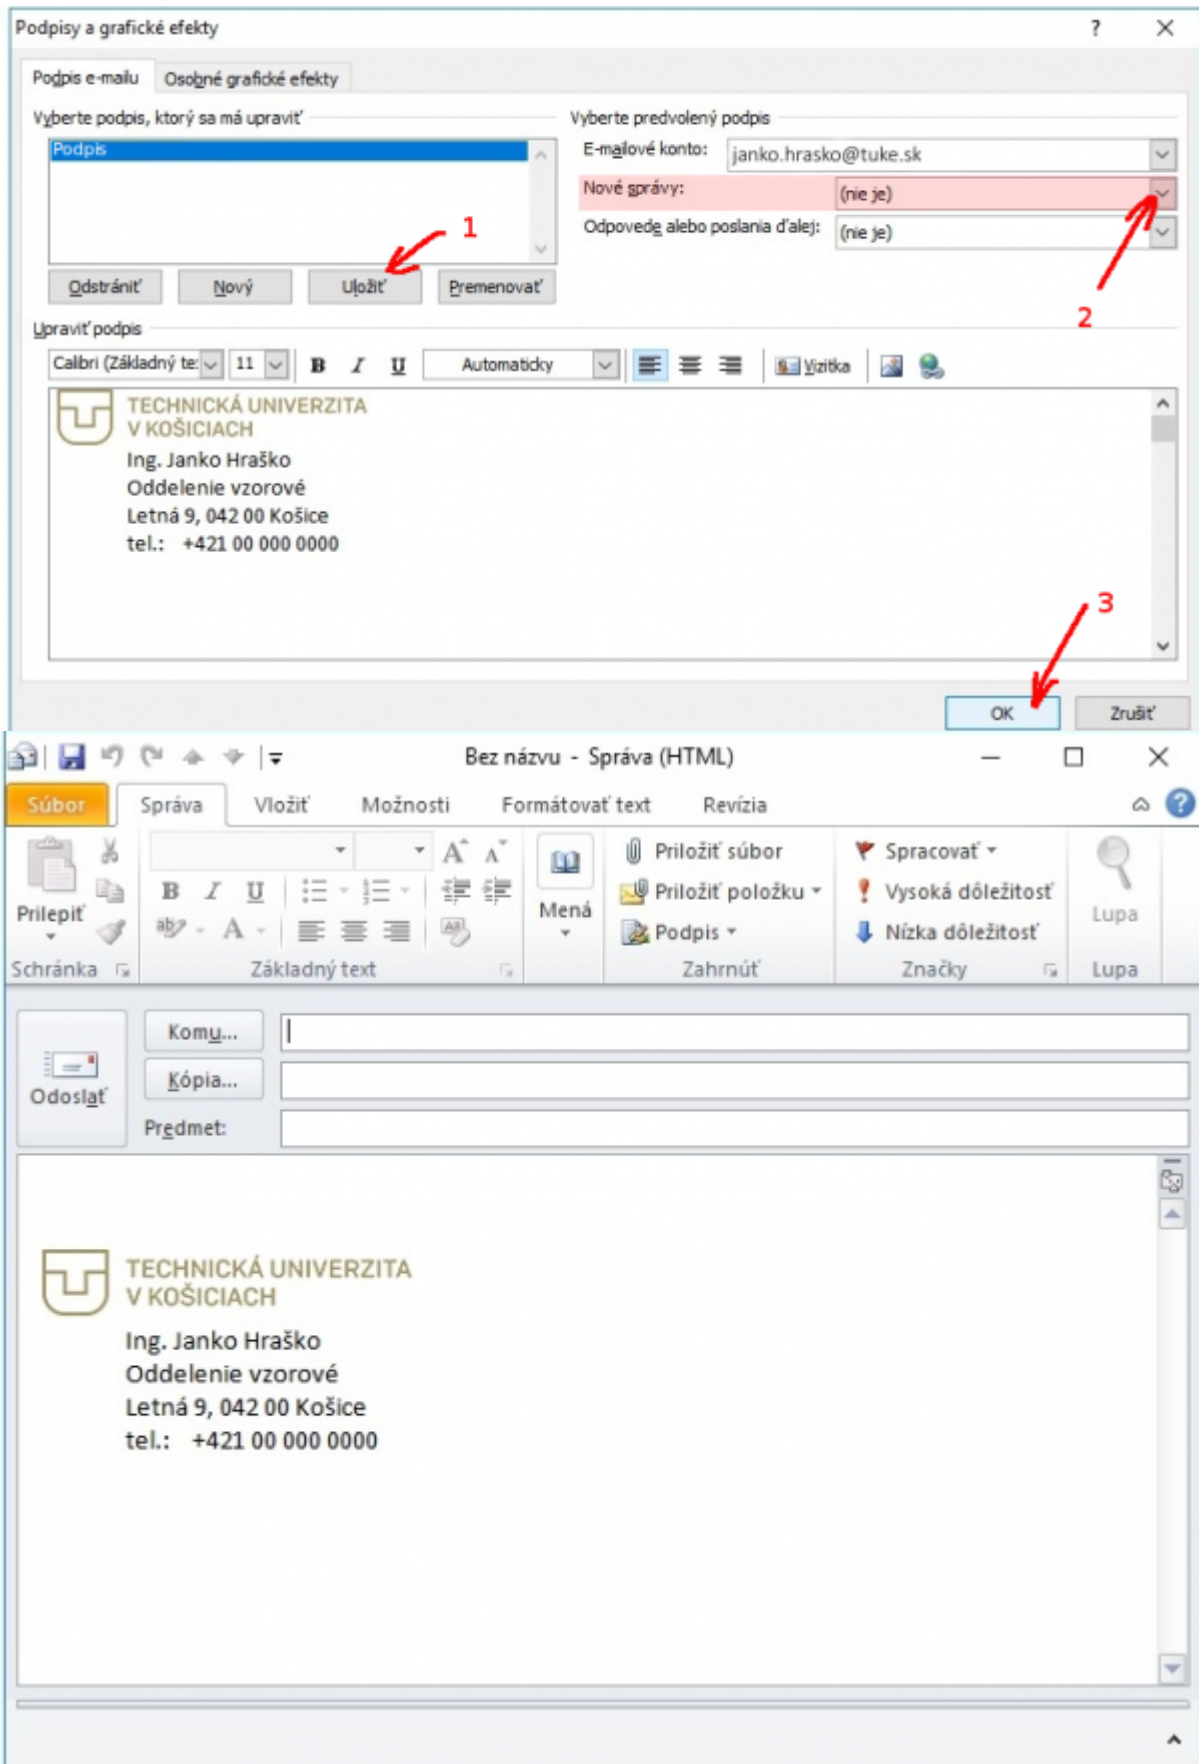 Podpisy a grafické efekty
Podpis e-mailu Osobné grafické efekty
Vyberte podpis, ktorý sa má upraviť
Podpis
Vyberte predvolený podpis
E-mailové konto: janko.hrasko@tuke.sk
Nové správy: (nie je)
Odpovede alebo poslania ďalej: (nie je)
1
2
Odstrániť Nový Uložiť Premenovať
Upraviť podpis
Calibri (Základný te: 11 B I U Automaticky Vizitka
TECHNICKÁ UNIVERZITA
V KOŠICIACH
Ing. Janko Hraško
Oddelenie vzorové
Letná 9, 042 00 Košice
tel.: +421 00 000 0000
3
OK Zrušiť
Bez názvu - Správa (HTML)
Súbor Správa Vložiť Možnosti Formátovať text Revízia
Prilepiť
B I U
Mená
Priložiť súbor
Priložiť položku
Podpis
Spracovať
Vysoká dôležitosť
Nízka dôležitosť
Lupa
Schránka Základný text Zahrnúť Značky Lupa
Odoslať
Komu...
Kópia...
Predmet:
TECHNICKÁ UNIVERZITA
V KOŠICIACH
Ing. Janko Hraško
Oddelenie vzorové
Letná 9, 042 00 Košice
tel.: +421 00 000 0000